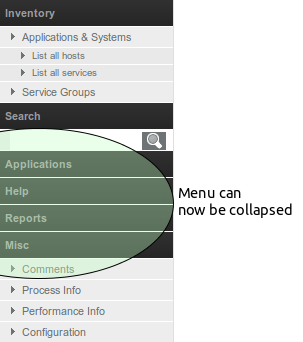 Inventory
Applications & Systems
List all hosts
List all services
Service Groups
Search
Applications
Help
Reports
Misc
Comments
Process Info
Performance Info
Configuration
Menu can
now be collapsed